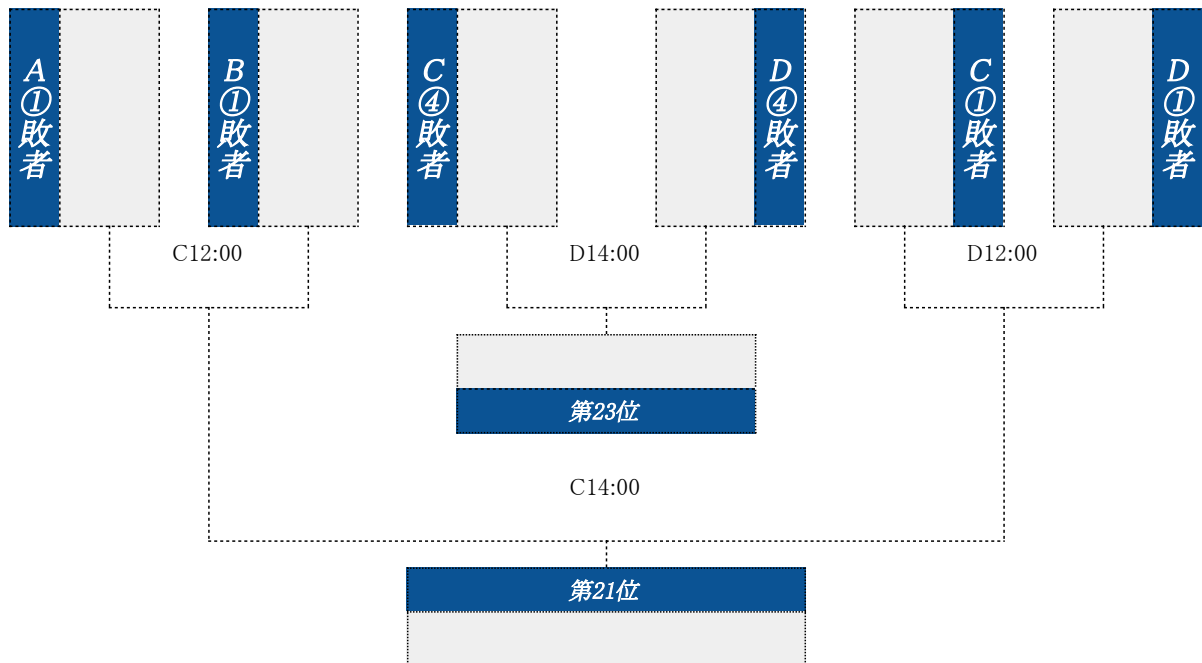 A①敗者
B①敗者
C④敗者
D④敗者
C①敗者
D①敗者
C12:00
D14:00
D12:00
第23位
C14:00
第21位